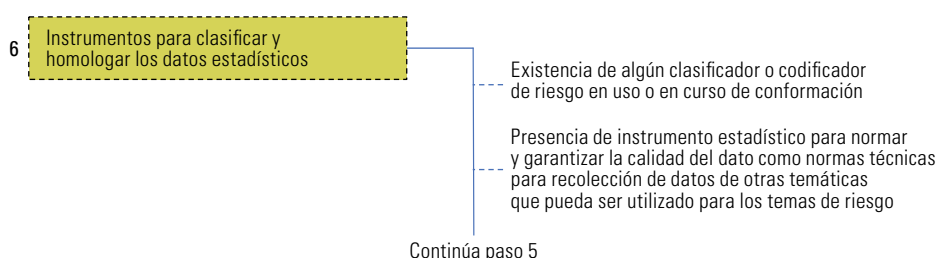 6
Instrumentos para clasificar y
homologar los datos estadísticos
Existencia de algún clasificador o codificador
de riesgo en uso o en curso de conformación
Presencia de instrumento estadístico para normar
y garantizar la calidad del dato como normas técnicas
para recolección de datos de otras temáticas
que pueda ser utilizado para los temas de riesgo
Continúa paso 5